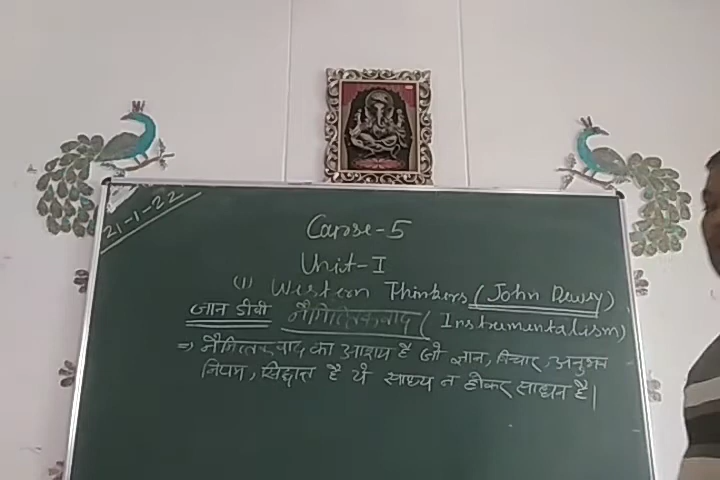 21-1-22
Carose-5
Unit-I
(1) Western Thinkers (John Dewey)
जान डीवी नैमित्तिकवाद (Instrumentalism)
⇒ नैमित्तिकवाद का आशय है जो ज्ञान, विचार, अनुभव
नियम, सिद्दान्त है ये साध्य न होकर साधन है।